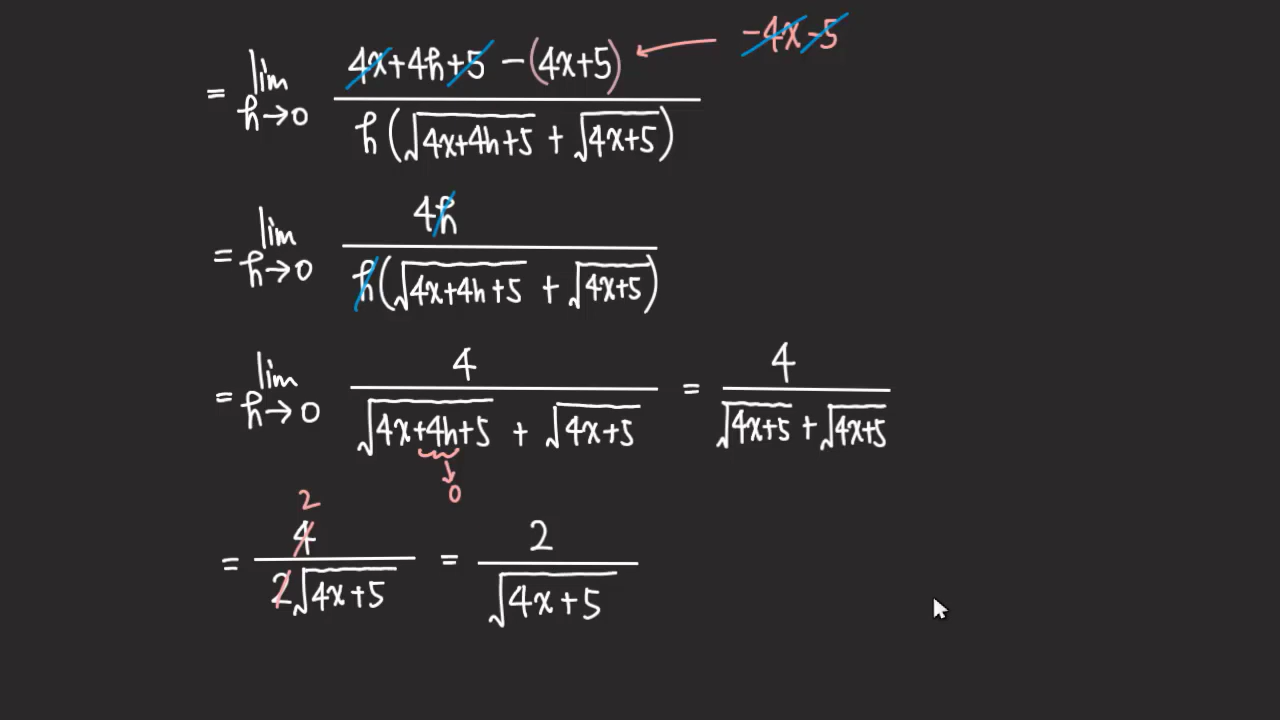 = lim h→0 (4x+4h+5 - (4x+5)) / (h(√(4x+4h+5) + √(4x+5))) ← -4x-5
= lim h→0 4h / (h(√(4x+4h+5) + √(4x+5)))
= lim h→0 4 / (√(4x+4h+5) + √(4x+5)) = 4 / (√(4x+5) + √(4x+5))
↓ 0
2
= 4 / (2√(4x+5)) = 2 / √(4x+5)